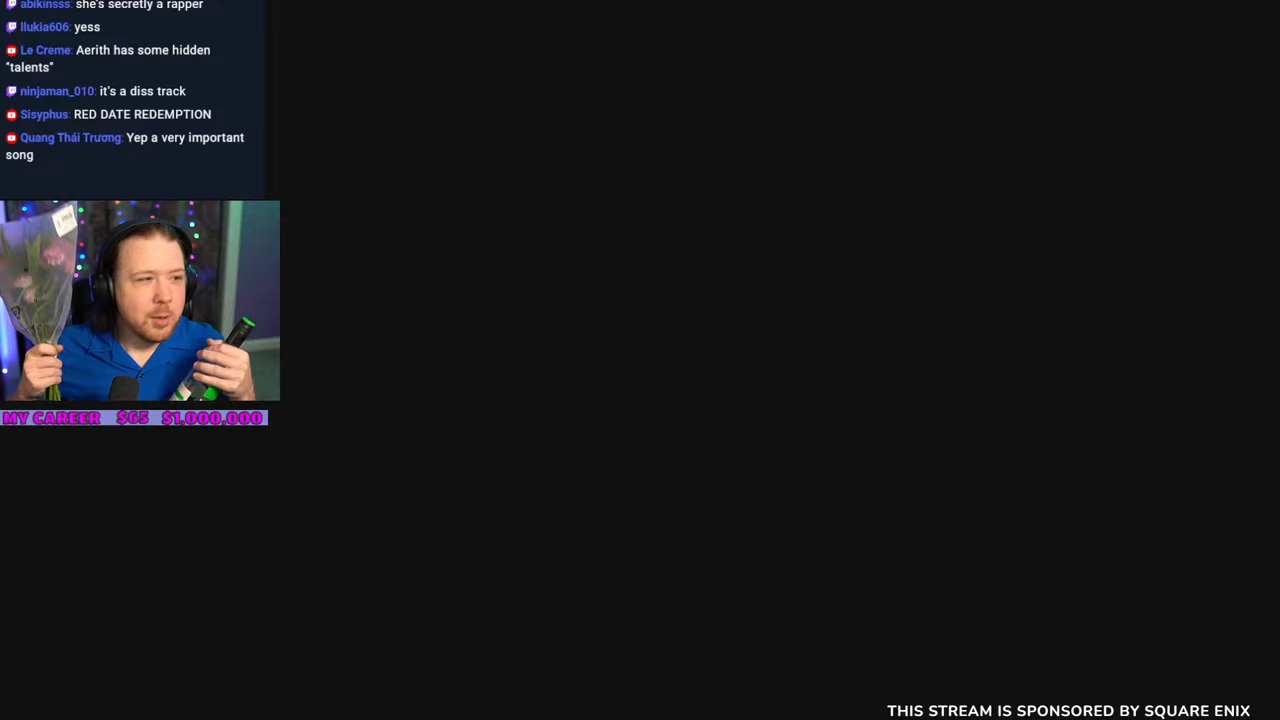 abikinsss: she's secretly a rapper
llukia606: yess
Le Creme: Aerith has some hidden
"talents"
ninjaman_010: it's a diss track
Sisyphus: RED DATE REDEMPTION
Quang Thái Trương: Yep a very important
song
MY CAREER $65 $1,000,000
THIS STREAM IS SPONSORED BY SQUARE ENIX